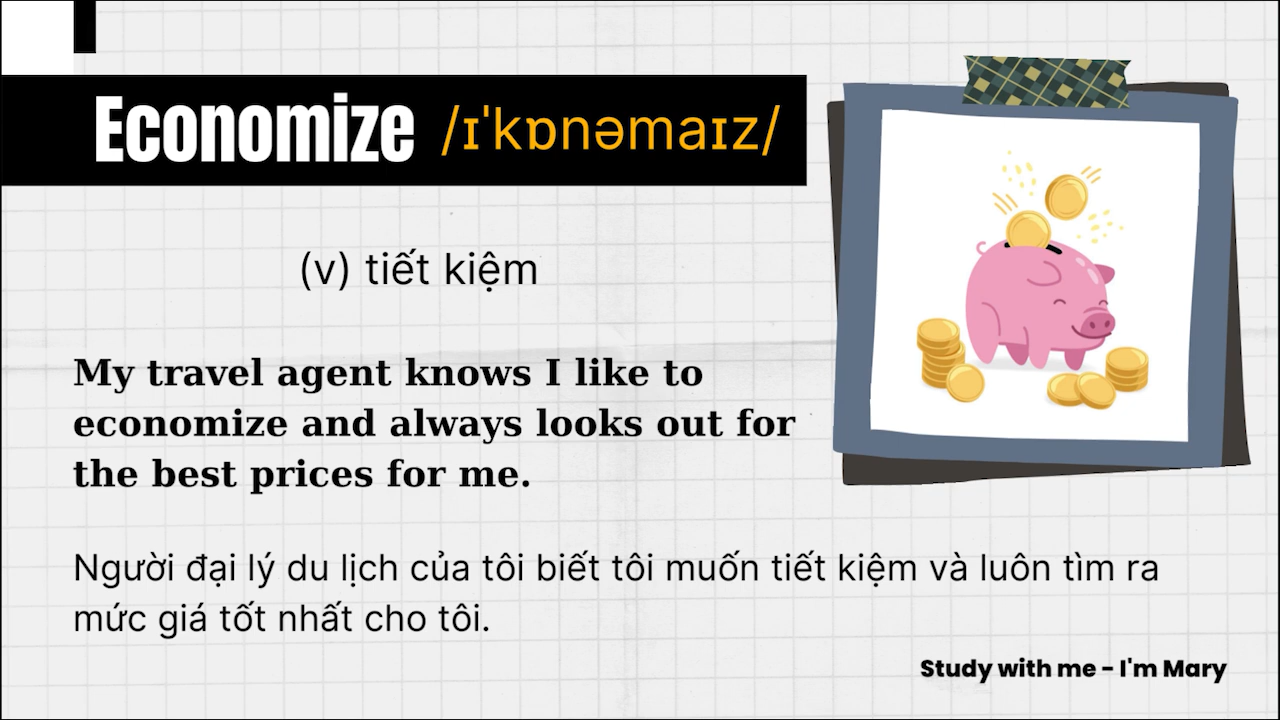 Economize /ɪˈkɒnəmaɪz/
(v) tiết kiệm
My travel agent knows I like to
economize and always looks out for
the best prices for me.
Người đại lý du lịch của tôi biết tôi muốn tiết kiệm và luôn tìm ra
mức giá tốt nhất cho tôi.
Study with me - I'm Mary